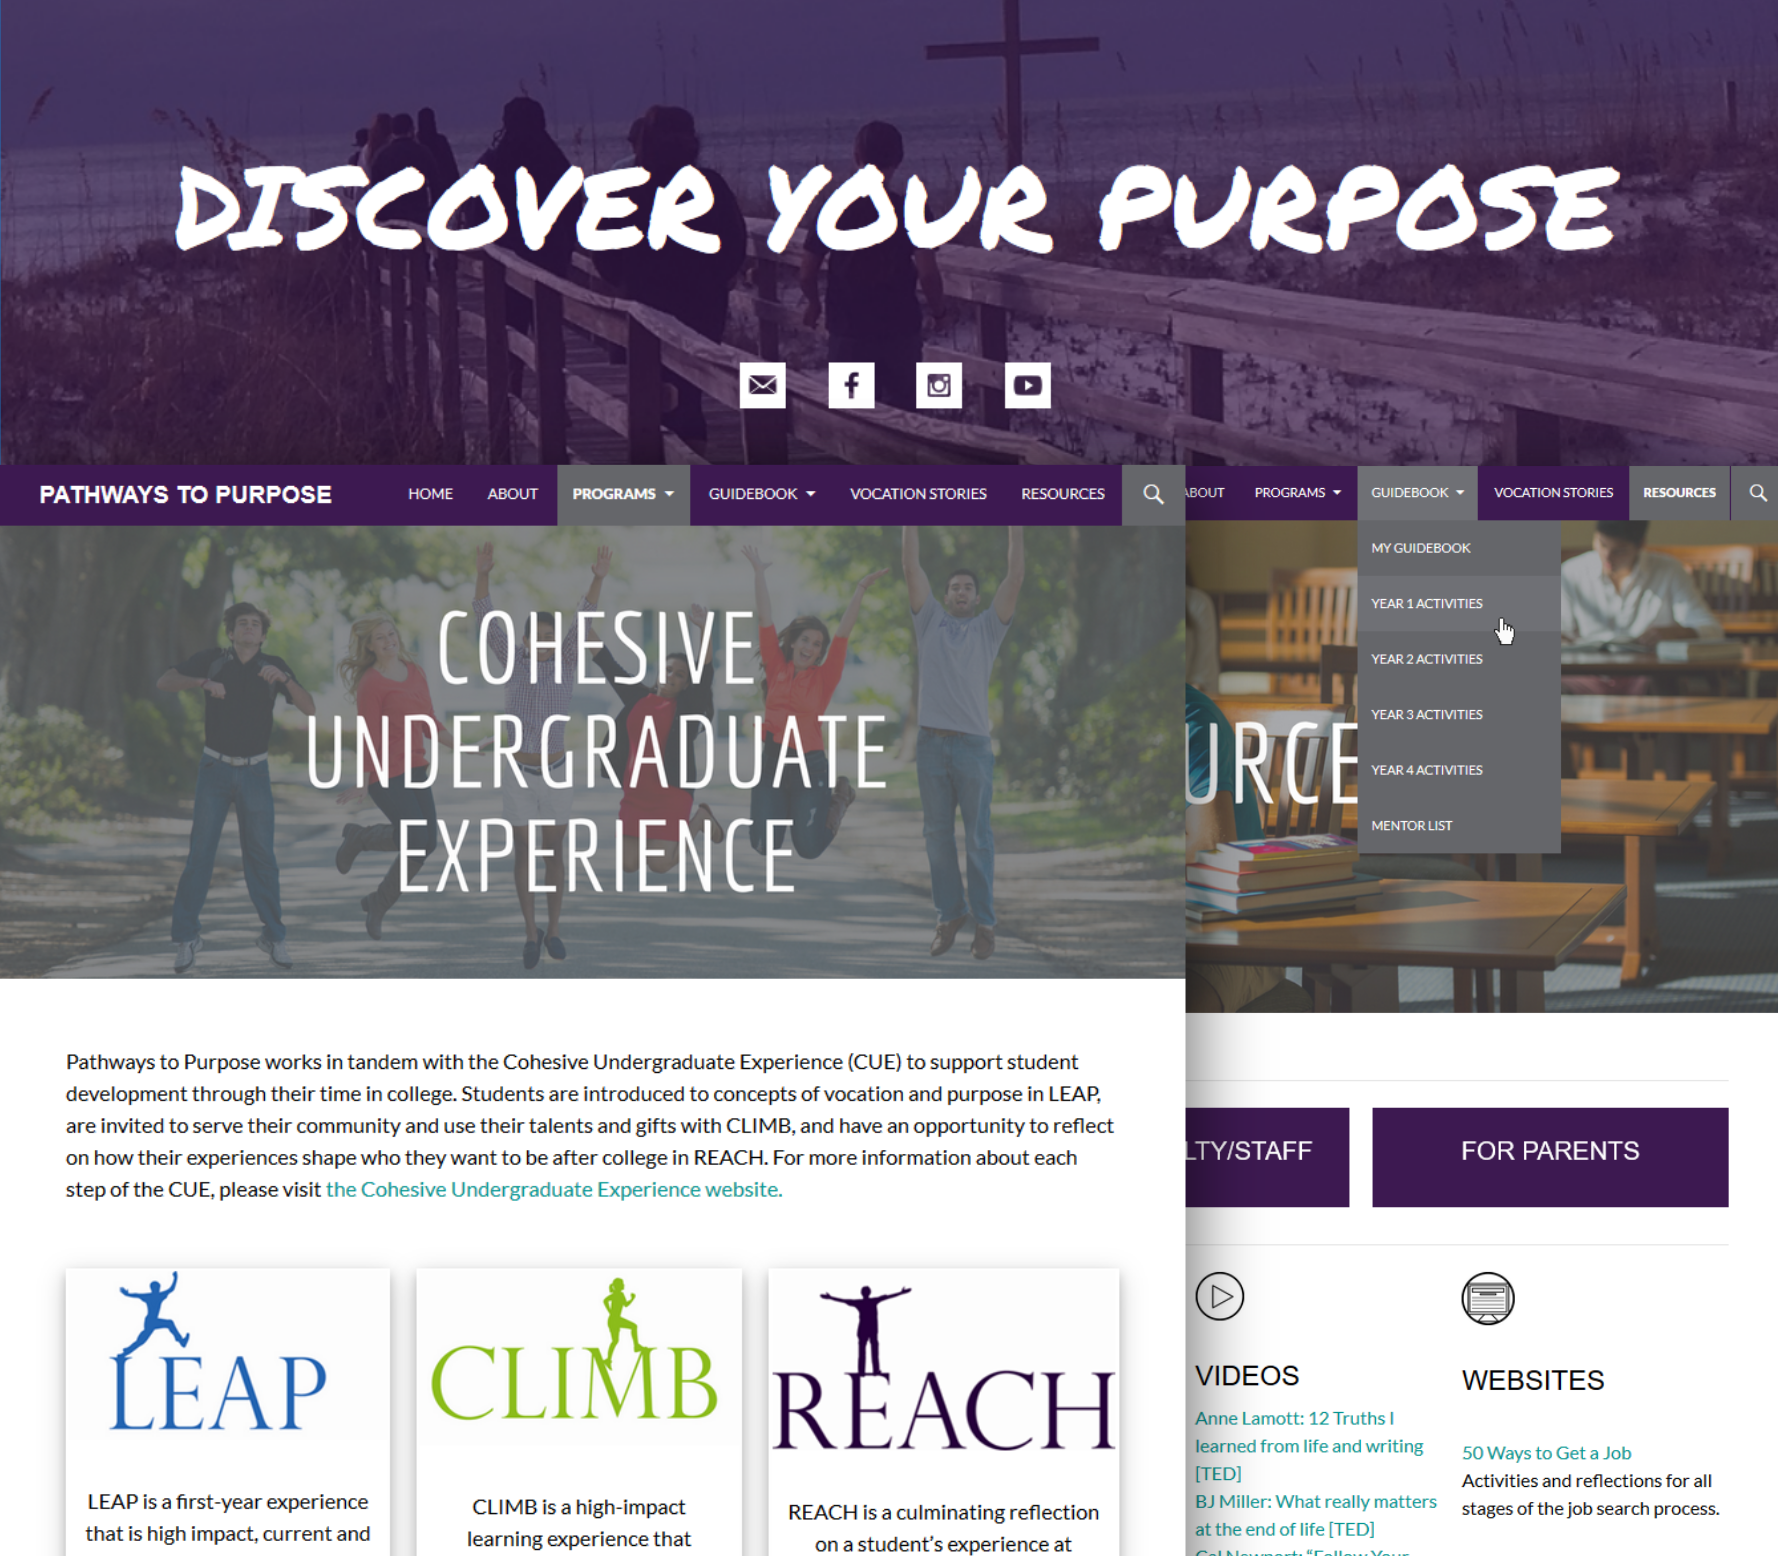 DISCOVER YOUR PURPOSE
PATHWAYS TO PURPOSE
HOME
ABOUT
PROGRAMS
GUIDEBOOK
VOCATION STORIES
RESOURCES
COHESIVE
UNDERGRADUATE
EXPERIENCE
Pathways to Purpose works in tandem with the Cohesive Undergraduate Experience (CUE) to support student
development through their time in college. Students are introduced to concepts of vocation and purpose in LEAP,
are invited to serve their community and use their talents and gifts with CLIMB, and have an opportunity to reflect
on how their experiences shape who they want to be after college in REACH. For more information about each
step of the CUE, please visit the Cohesive Undergraduate Experience website.
LEAP
LEAP is a first-year experience
that is high impact, current and
CLIMB
CLIMB is a high-impact
learning experience that
REACH
REACH is a culminating reflection
on a student's experience at
ABOUT
PROGRAMS
GUIDEBOOK
VOCATION STORIES
RESOURCES
MY GUIDEBOOK
YEAR 1 ACTIVITIES
YEAR 2 ACTIVITIES
YEAR 3 ACTIVITIES
YEAR 4 ACTIVITIES
MENTOR LIST
URCE
LTY/STAFF
FOR PARENTS
VIDEOS
Anne Lamott: 12 Truths I
learned from life and writing
[TED]
BJ Miller: What really matters
at the end of life [TED]
Cal Newport: "Follow Your
WEBSITES
50 Ways to Get a Job
Activities and reflections for all
stages of the job search process.